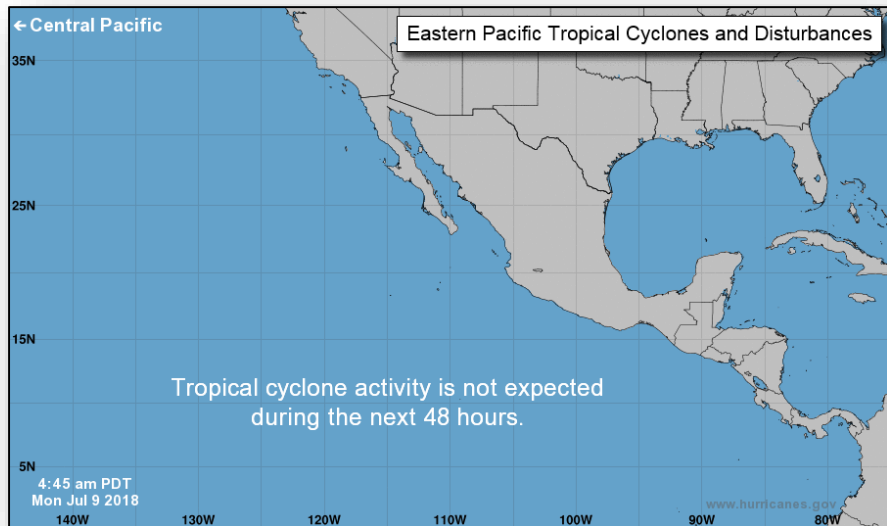 ←Central Pacific
Eastern Pacific Tropical Cyclones and Disturbances
35N
25N
15N
Tropical cyclone activity is not expected
during the next 48 hours.
5N
4:45 am PDT
Mon Jul 9 2018
www.hurricanes.gov
140W 130W 120W 110W 100W 90W 80W